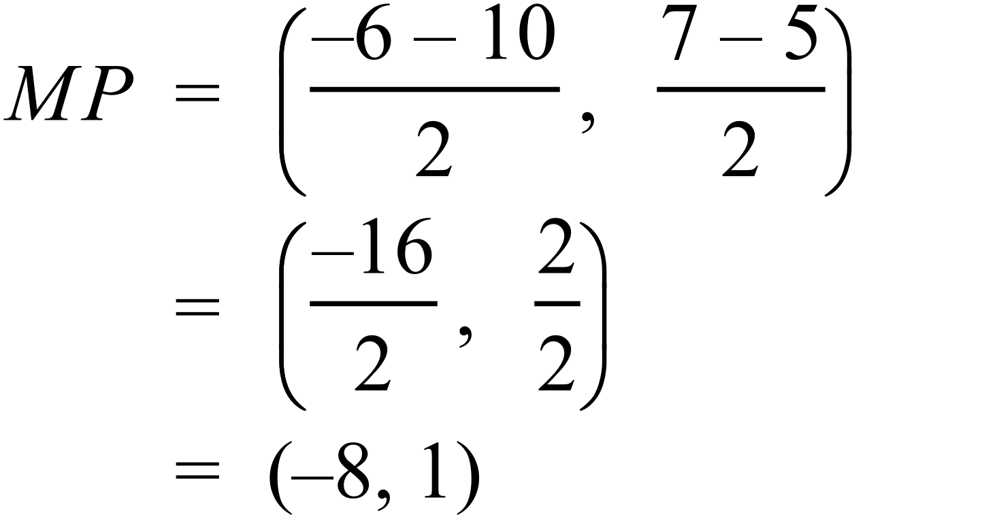 MP = (–6 – 10 / 2, 7 – 5 / 2)
= (–16 / 2, 2 / 2)
= (–8, 1)